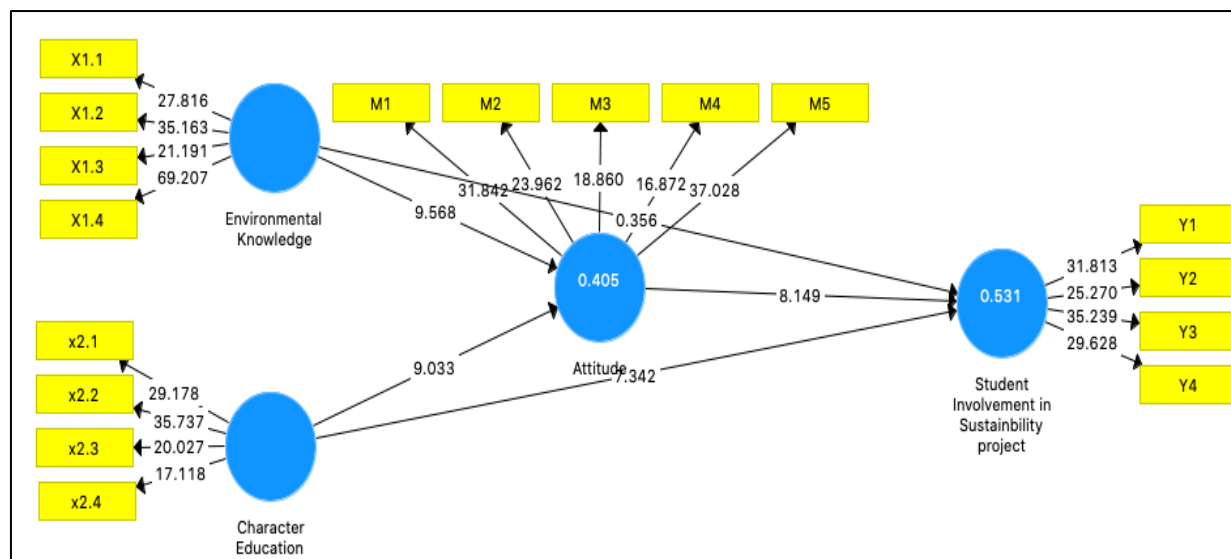 X1.1
X1.2
X1.3
X1.4
27.816
35.163
21.191
69.207
Environmental
Knowledge
M1
M2
M3
M4
M5
31.842
23.962
18.860
16.872
37.028
9.568
0.356
0.405
Attitude
8.149
9.033
7.342
x2.1
x2.2
x2.3
x2.4
29.178
35.737
20.027
17.118
Character
Education
0.531
Student
Involvement in
Sustainbility
project
31.813
25.270
35.239
29.628
Y1
Y2
Y3
Y4